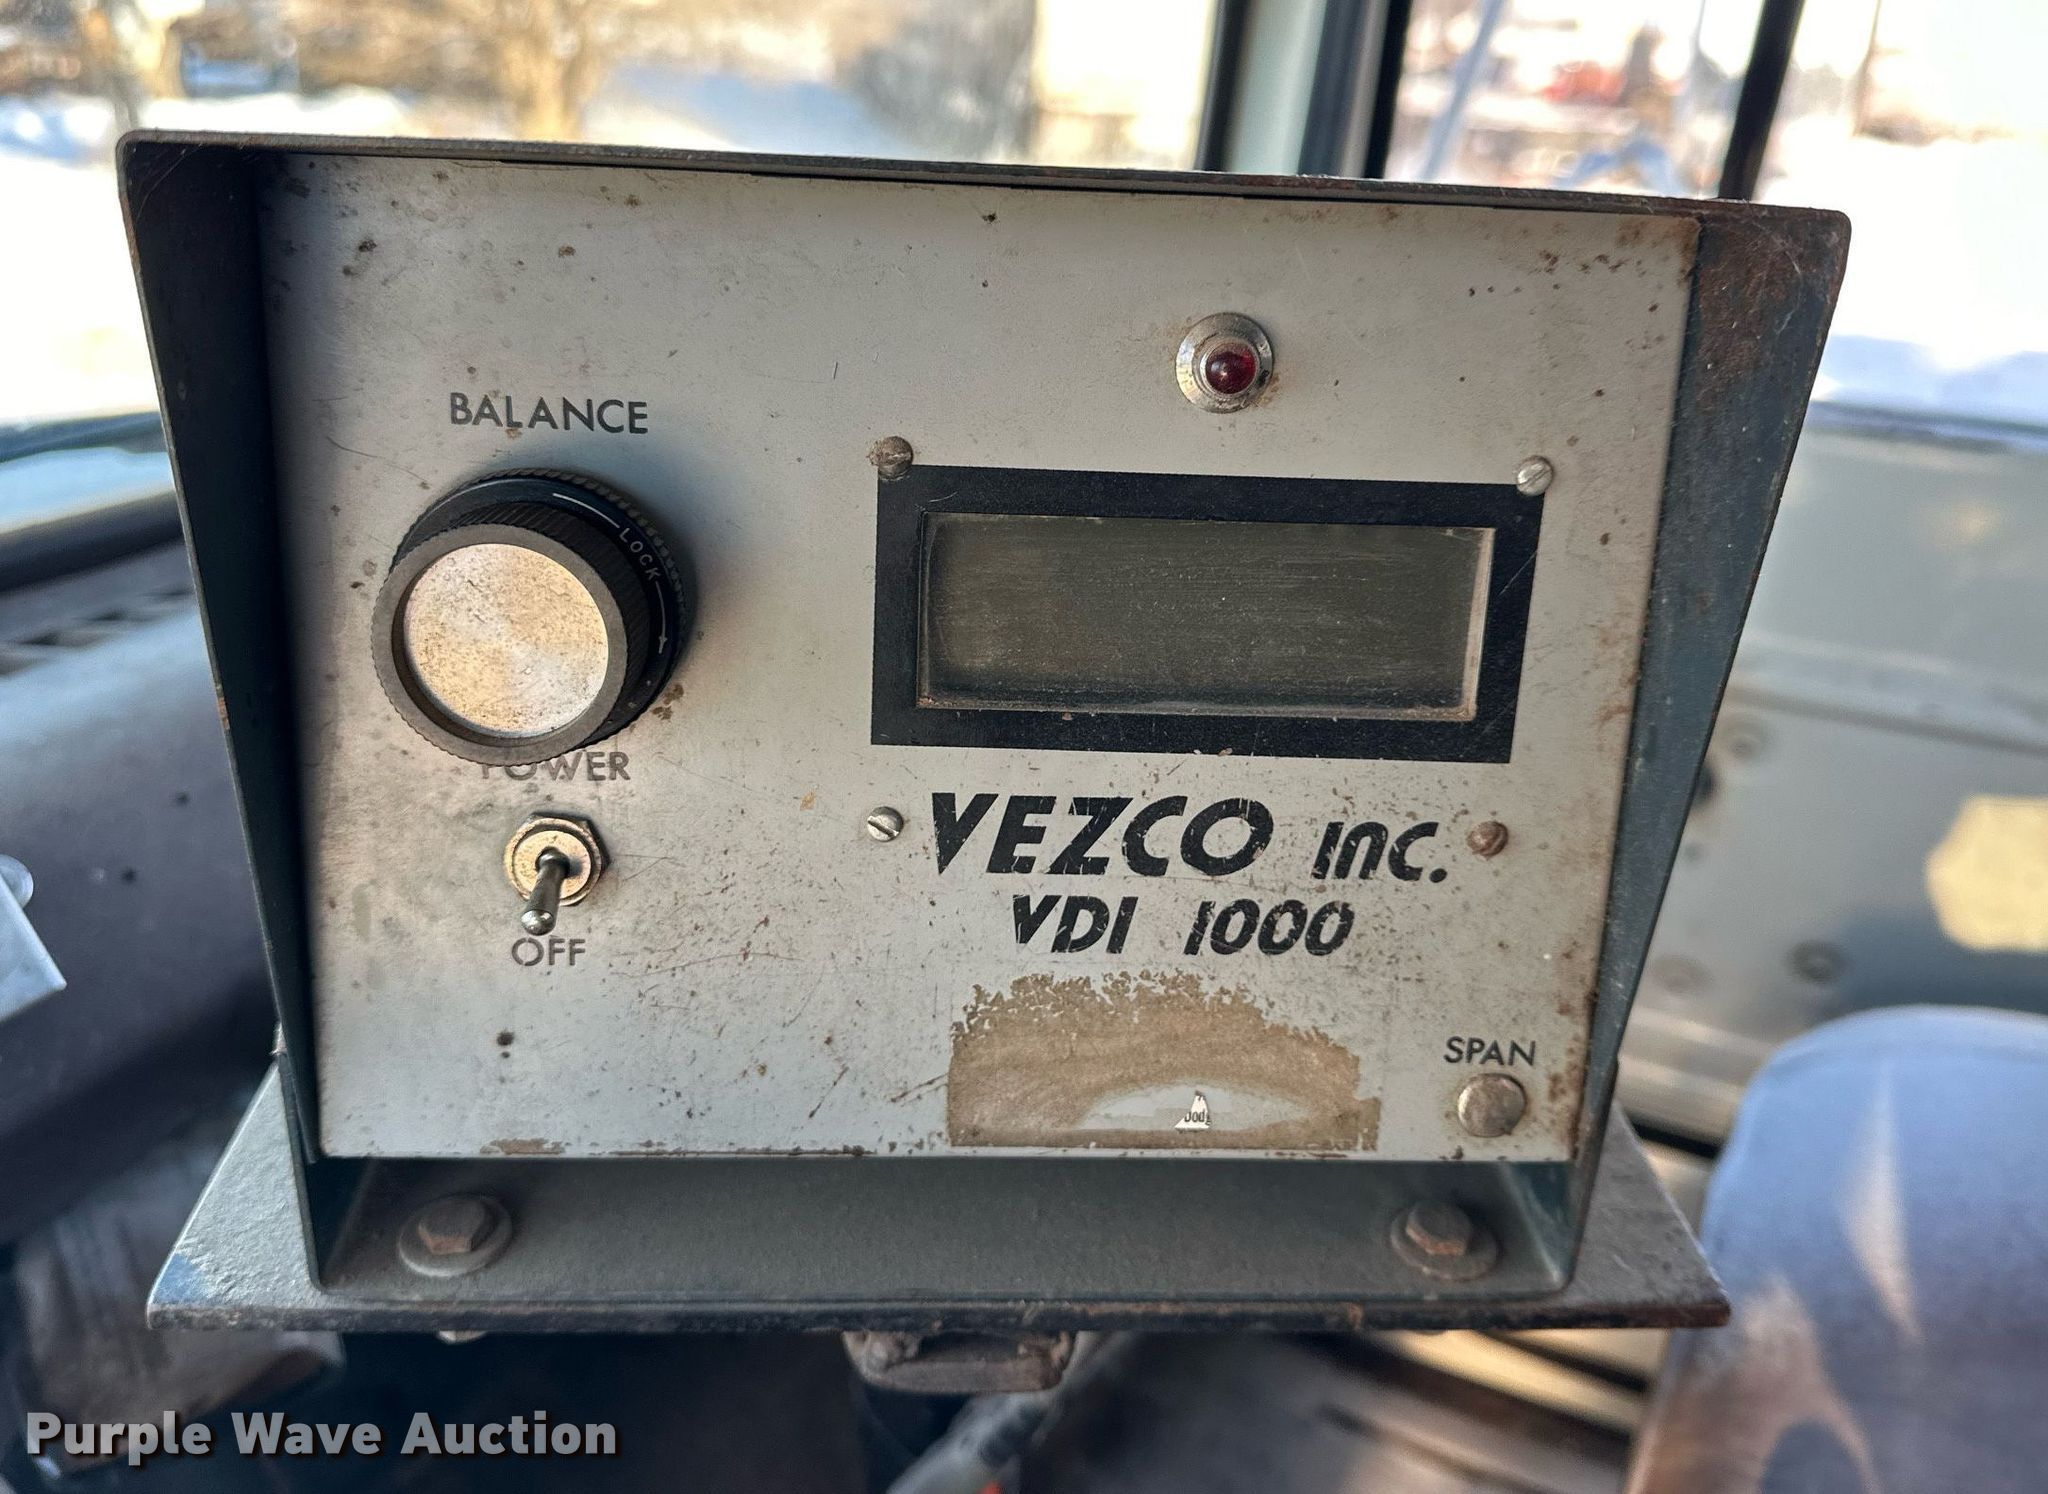 BALANCE
LOCK
POWER
OFF
VEZCO INC.
VDI 1000
SPAN
Purple Wave Auction